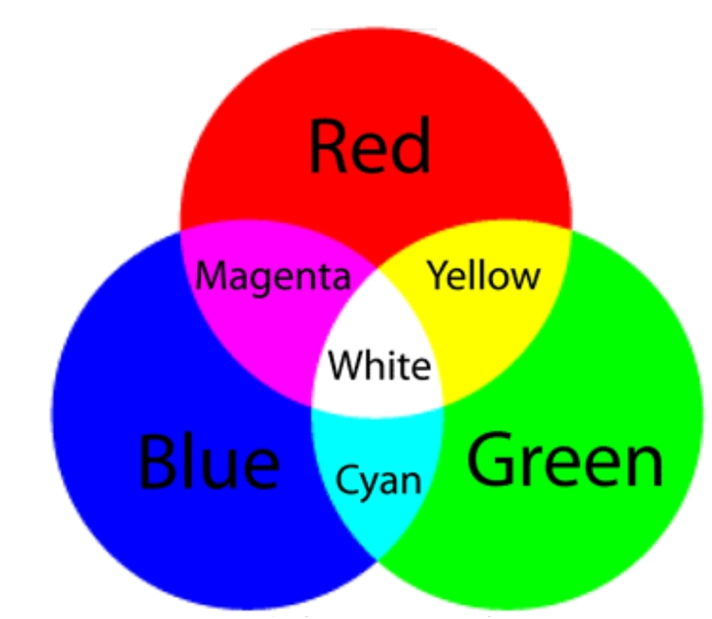 Red
Magenta
Yellow
White
Blue
Cyan
Green